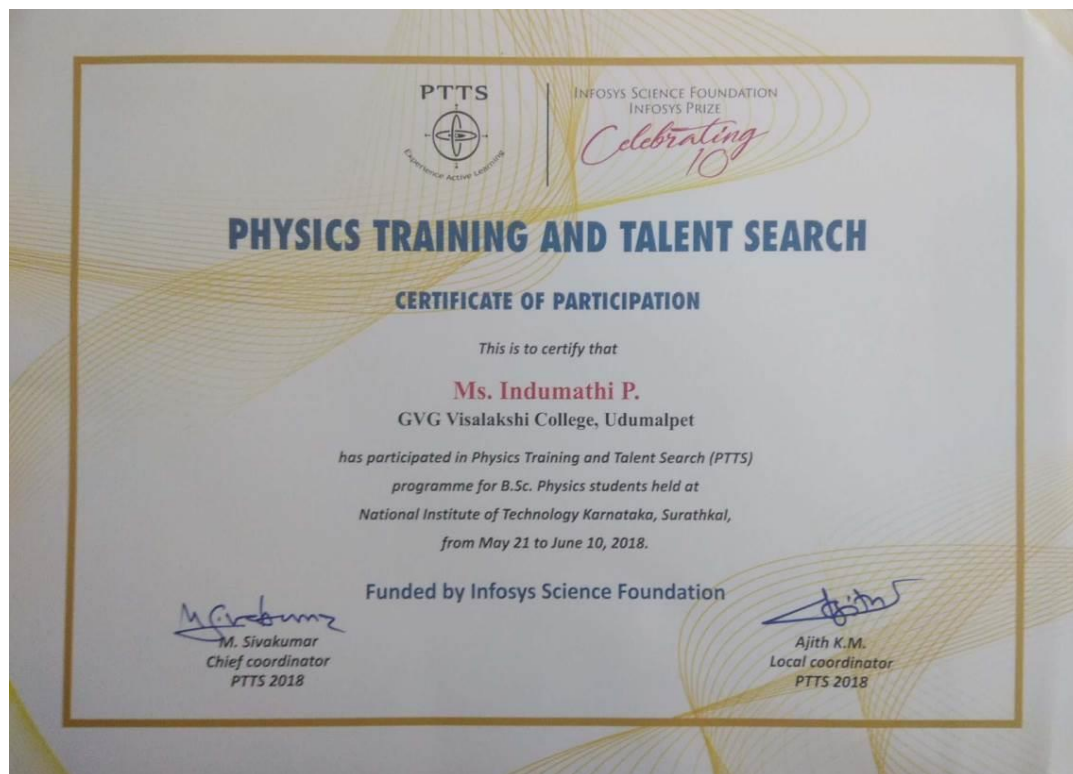 PTTS
Experience Active Learning
INFOSYS SCIENCE FOUNDATION
INFOSYS PRIZE
Celebrating
10
PHYSICS TRAINING AND TALENT SEARCH
CERTIFICATE OF PARTICIPATION
This is to certify that
Ms. Indumathi P.
GVG Visalakshi College, Udumalpet
has participated in Physics Training and Talent Search (PTTS)
programme for B.Sc. Physics students held at
National Institute of Technology Karnataka, Surathkal,
from May 21 to June 10, 2018.
Funded by Infosys Science Foundation
M. Sivakumar
Chief coordinator
PTTS 2018
Ajith K.M.
Local coordinator
PTTS 2018